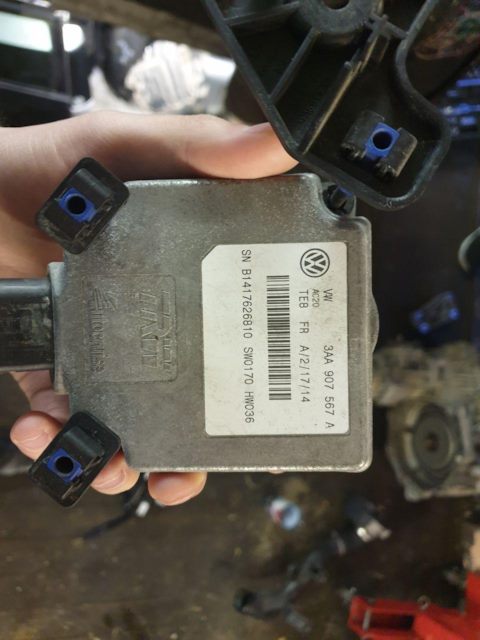 VW
AC20
3AA 907 567 A
TEB FR A/2/17/14
SN B1417626810 SW0170 HW036